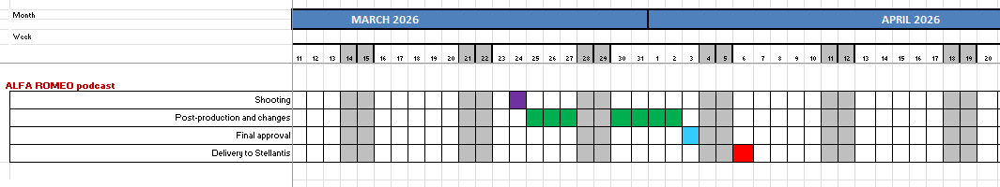 Month MARCH 2026 APRIL 2026
Week
11 12 13 14 15 16 17 18 19 20 21 22 23 24 25 26 27 28 29 30 31 1 2 3 4 5 6 7 8 9 10 11 12 13 14 15 16 17 18 19 20
ALFA ROMEO podcast
Shooting
Post-production and changes
Final approval
Delivery to Stellantis